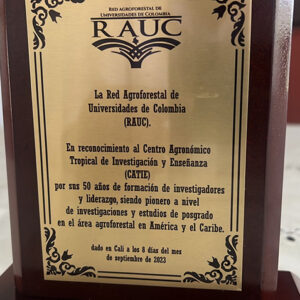 RED AGROFORESTAL DE
UNIVERSIDADES DE COLOMBIA
RAUC
La Red Agroforestal de
Universidades de Colombia
(RAUC).
En reconocimiento al Centro Agronómico
Tropical de Investigación y Enseñanza
(CATIE)
por sus 50 años de formación de investigadores
y liderazgo, siendo pionero a nivel
de investigaciones y estudios de posgrado
en el área agroforestal en América y el Caribe.
dado en Cali a los 8 días del mes
de septiembre de 2023